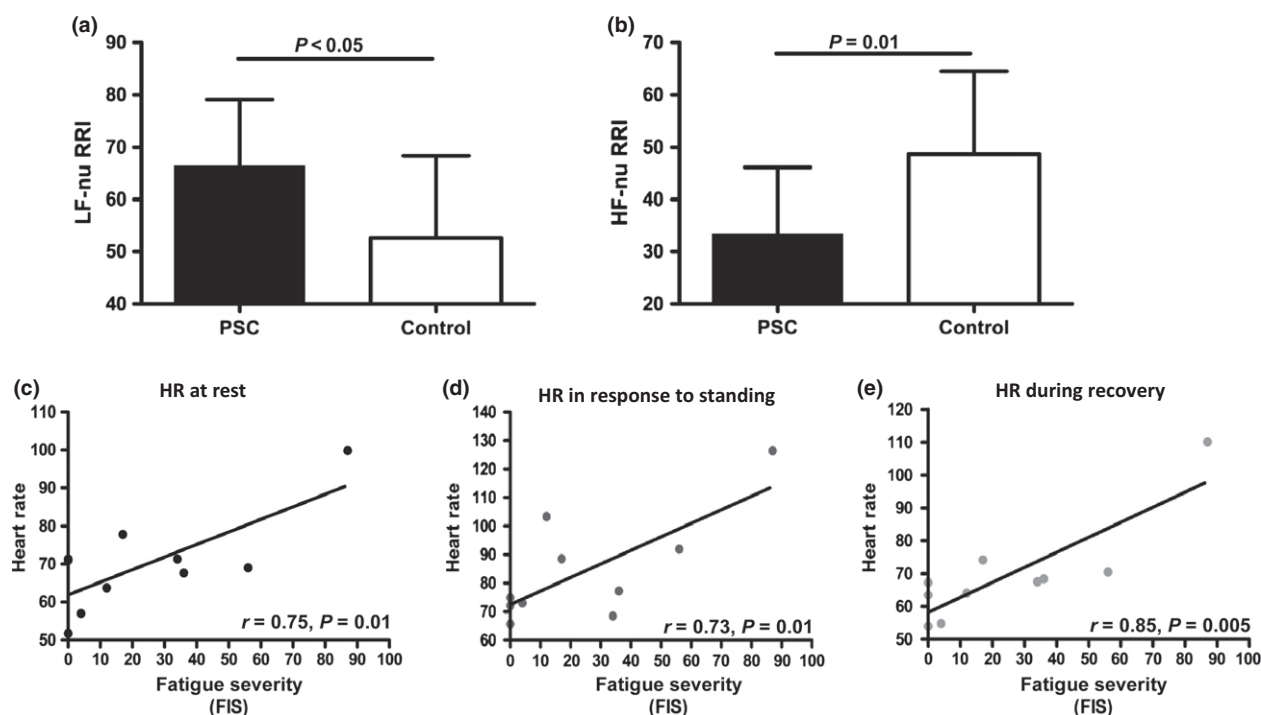 (a)
P < 0.05
90
80
70
60
50
40
LF-nu RRI
PSC Control
(b)
P = 0.01
70
60
50
40
30
20
HF-nu RRI
PSC Control
(c)
HR at rest
110
100
90
80
70
60
50
Heart rate
r = 0.75, P = 0.01
0 10 20 30 40 50 60 70 80 90 100
Fatigue severity
(FIS)
(d)
HR in response to standing
140
130
120
110
100
90
80
70
60
Heart rate
r = 0.73, P = 0.01
0 10 20 30 40 50 60 70 80 90 100
Fatigue severity
(FIS)
(e)
HR during recovery
120
110
100
90
80
70
60
50
Heart rate
r = 0.85, P = 0.005
0 10 20 30 40 50 60 70 80 90 100
Fatigue severity
(FIS)